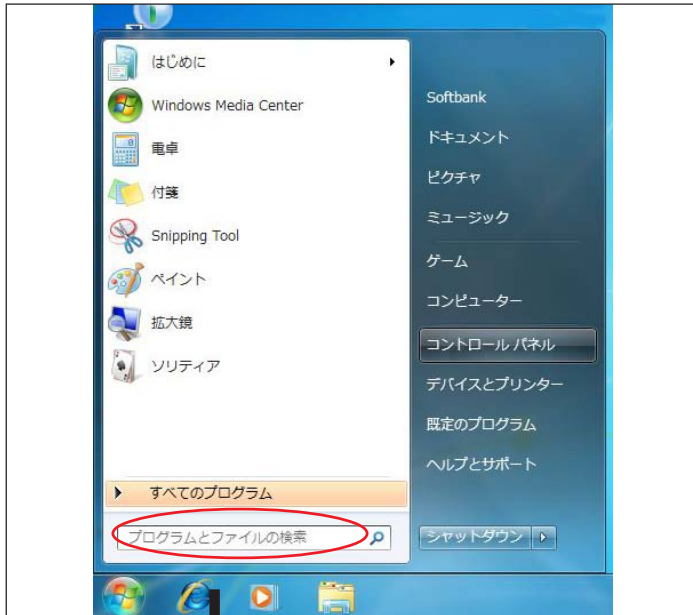 はじめに
Windows Media Center
電卓
付箋
Snipping Tool
ペイント
拡大鏡
ソリティア
すべてのプログラム
プログラムとファイルの検索
Softbank
ドキュメント
ピクチャ
ミュージック
ゲーム
コンピューター
コントロール パネル
デバイスとプリンター
既定のプログラム
ヘルプとサポート
シャットダウン